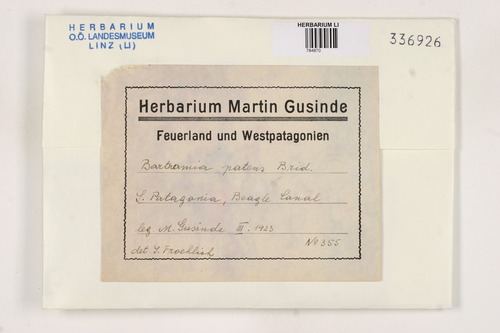 HERBARIUM
O.Ö. LANDESMUSEUM
LINZ (LI)
HERBARIUM LI
336926
Herbarium Martin Gusinde
Feuerland und Westpatagonien
Bartramia patens Brid.
S. Patagonia, Beagle Canal
leg M. Gusinde III. 1923
No 355
det J. Froehlich